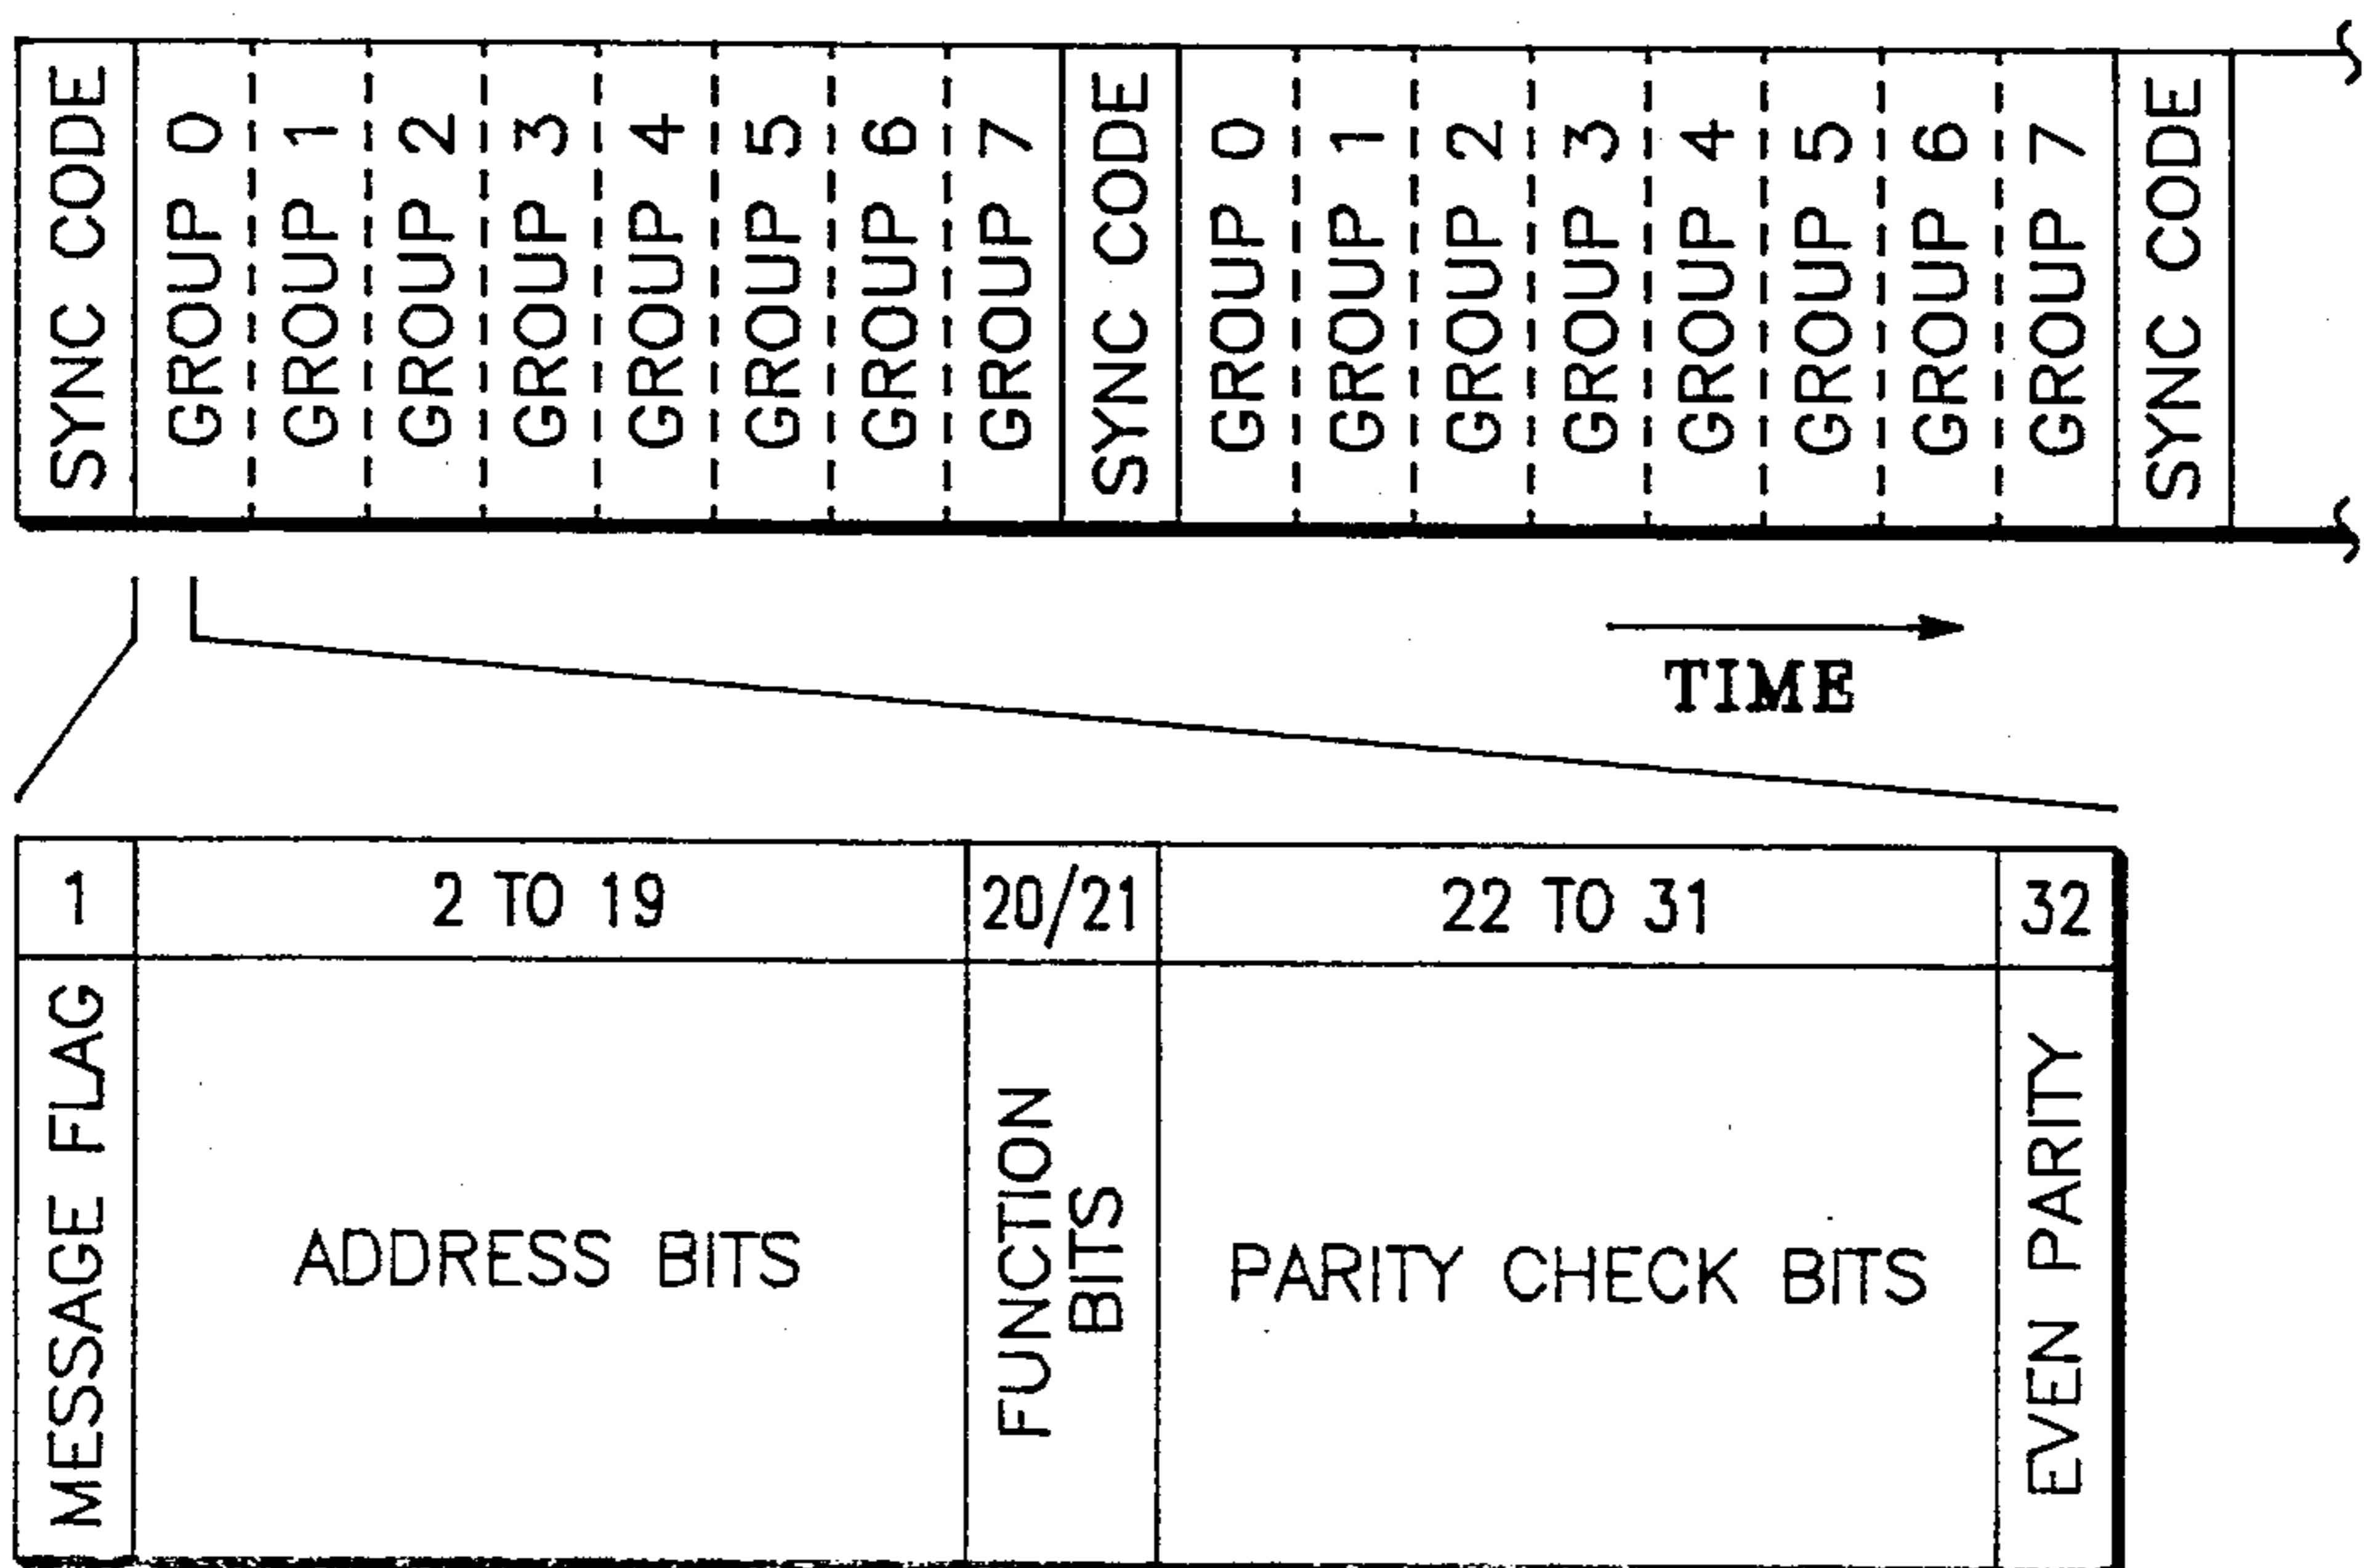 SYNC CODE
GROUP 0
GROUP 1
GROUP 2
GROUP 3
GROUP 4
GROUP 5
GROUP 6
GROUP 7
SYNC CODE
GROUP 0
GROUP 1
GROUP 2
GROUP 3
GROUP 4
GROUP 5
GROUP 6
GROUP 7
SYNC CODE
TIME
1
2 TO 19
20/21
22 TO 31
32
MESSAGE FLAG
ADDRESS BITS
FUNCTION
BITS
PARITY CHECK BITS
EVEN PARITY